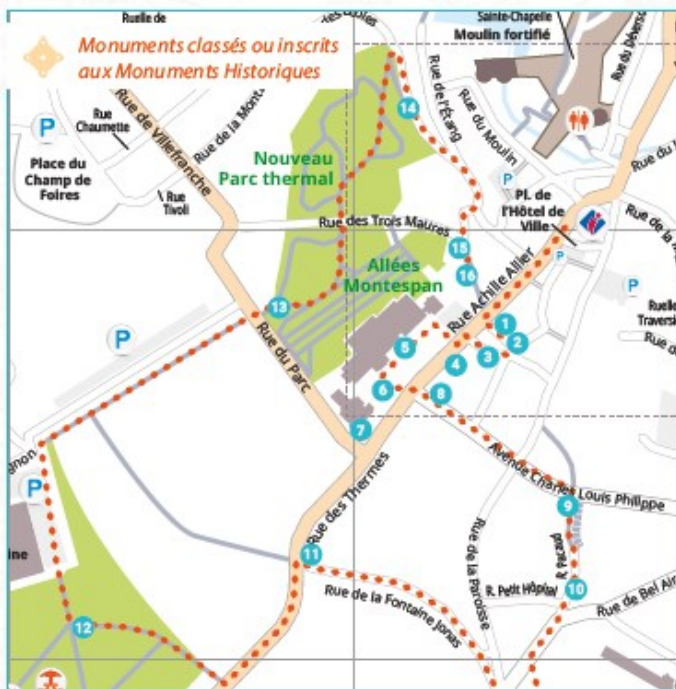 Monuments classés ou inscrits
aux Monuments Historiques
Ruelle de
Sainte-Chapelle
Moulin fortifié
Rue du Déversoir
Rue de l'Étang
14
Rue du Moulin
P
Rue
Chaumette
Rue de Villefranche
Rue de la Mont
P
Place du
Champ de
Foires
Rue
Tivoli
Nouveau
Parc thermal
P
Pl. de
l'Hôtel de
Ville
Rue des Trois Maures
15
16
P
P
Allées
Montespan
Rue Achille Allier
Ruelle
Traversi
13
1
2
3
4
5
6
7
8
P
Rue du Parc
gnon
P
ine
Rue des Thermes
Avenue Charles Louis Philippe
9
Rue de la Paroisse
R. Petit Hôpital
10
Rue de Bel Air
11
Rue de la Fontaine Jonas
12